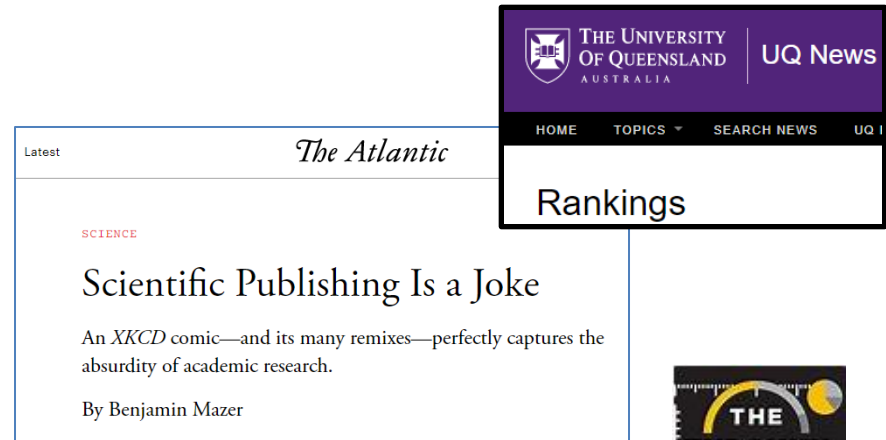 THE UNIVERSITY
OF QUEENSLAND
AUSTRALIA
UQ News
HOME TOPICS SEARCH NEWS UQ
Rankings
Latest
The Atlantic
SCIENCE
Scientific Publishing Is a Joke
An XKCD comic—and its many remixes—perfectly captures the
absurdity of academic research.
By Benjamin Mazer
THE